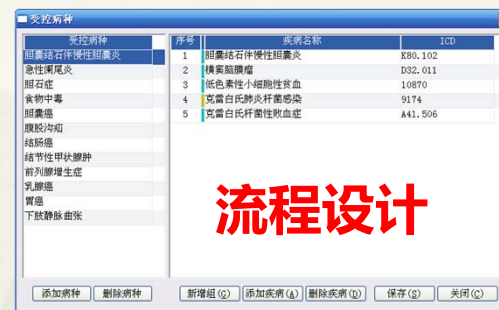 受控病种
受控病种
胆囊结石伴慢性胆囊炎
急性阑尾炎
胆石症
食物中毒
胆囊癌
腹股沟疝
结肠癌
结节性甲状腺肿
前列腺增生症
乳腺癌
胃癌
下肢静脉曲张
序号 疾病名称 ICD
1 胆囊结石伴慢性胆囊炎 K80.102
2 横窦脑膜瘤 D32.011
3 低色素性小细胞性贫血 10870
4 克雷白氏肺炎杆菌感染 9174
5 克雷白氏杆菌性败血症 A41.506
流程设计
添加病种 删除病种 新增组(G) 添加疾病(A) 删除疾病(D) 保存(S) 关闭(C)